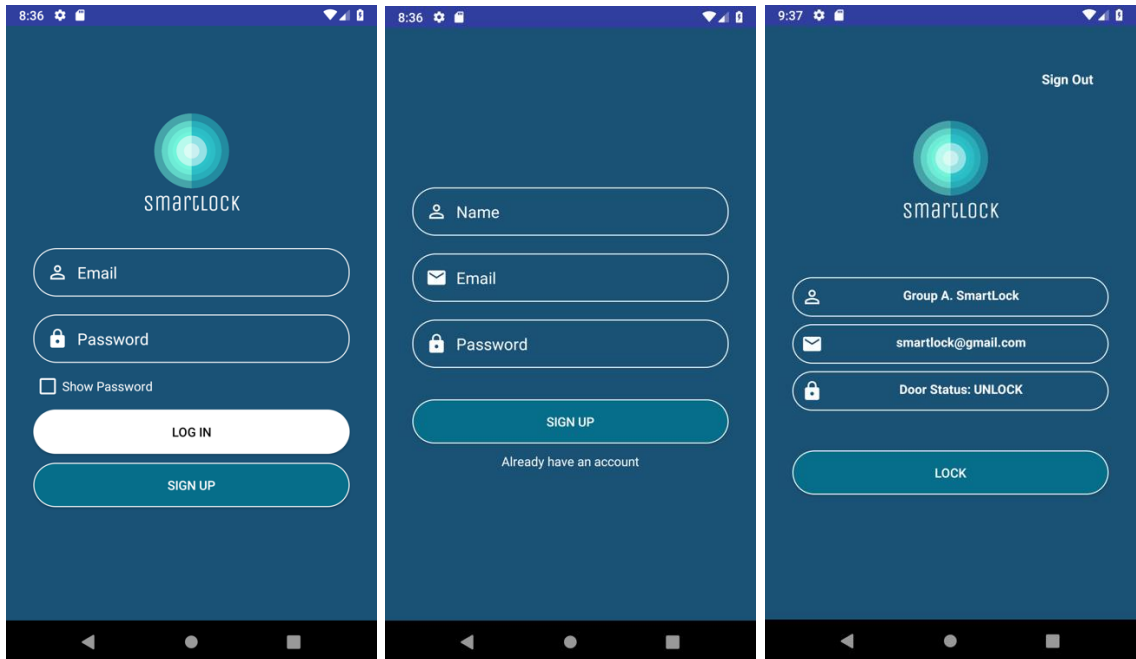 8:36
smartLOCK
Email
Password
Show Password
LOG IN
SIGN UP
8:36
Name
Email
Password
SIGN UP
Already have an account
9:37
Sign Out
smartLOCK
Group A. SmartLock
smartlock@gmail.com
Door Status: UNLOCK
LOCK